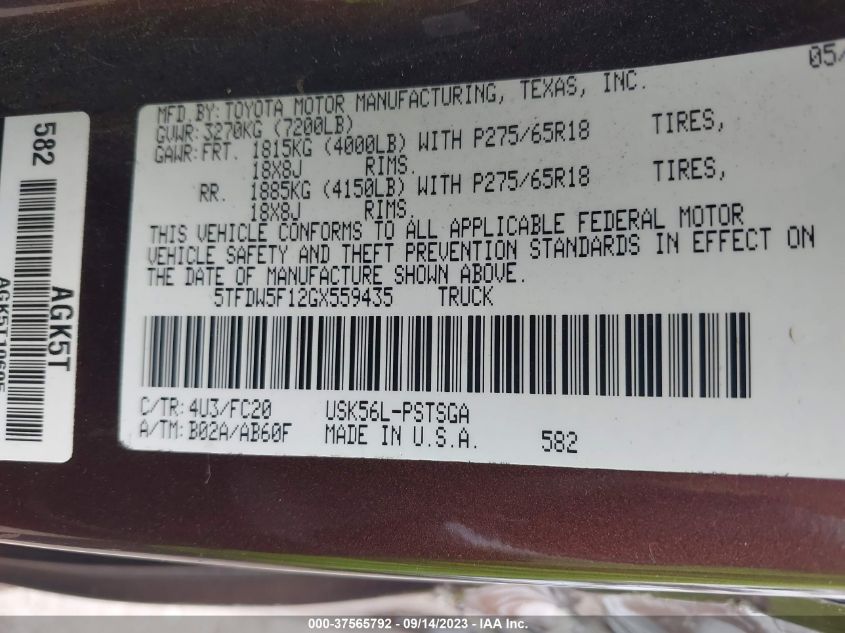 05/
MFD.BY:TOYOTA MOTOR MANUFACTURING, TEXAS, INC.
GVWR:3270KG (7200LB)
GAWR:FRT. 1815KG (4000LB) WITH P275/65R18 TIRES,
18X8J RIMS.
RR. 1885KG (4150LB) WITH P275/65R18 TIRES,
18X8J RIMS.
THIS VEHICLE CONFORMS TO ALL APPLICABLE FEDERAL MOTOR
VEHICLE SAFETY AND THEFT PREVENTION STANDARDS IN EFFECT ON
THE DATE OF MANUFACTURE SHOWN ABOVE.
5TFDW5F12GX559435 TRUCK
C/TR:4U3/FC20 USK56L-PSTSGA
A/TM:B02A/AB60F MADE IN U.S.A. 582
582
AGK5T
000-37565792 - 09/14/2023 - IAA Inc.